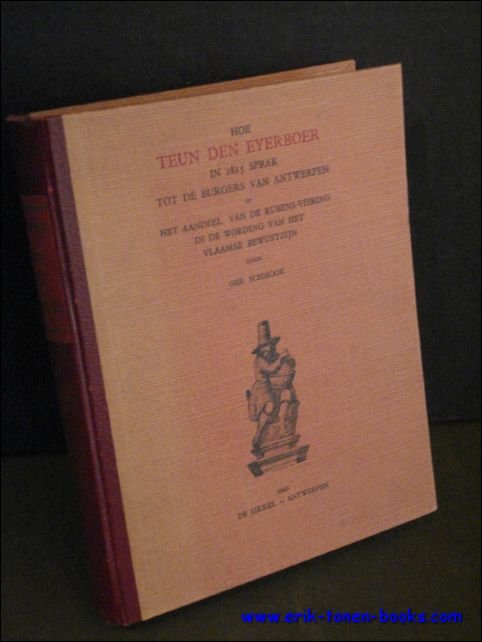 HOE
TEUN DEN EYERBOER
IN 1815 SPRAK
TOT DE BURGERS VAN ANTWERPEN
OF
HET AANDEEL VAN DE RUBENS-VIERING
IN DE WORDING VAN HET
VLAAMSE BEWUSTZIJN
DOOR
GER SCHMOOK
1942
DE SIKKEL – ANTWERPEN
www.erik-tonen-books.com